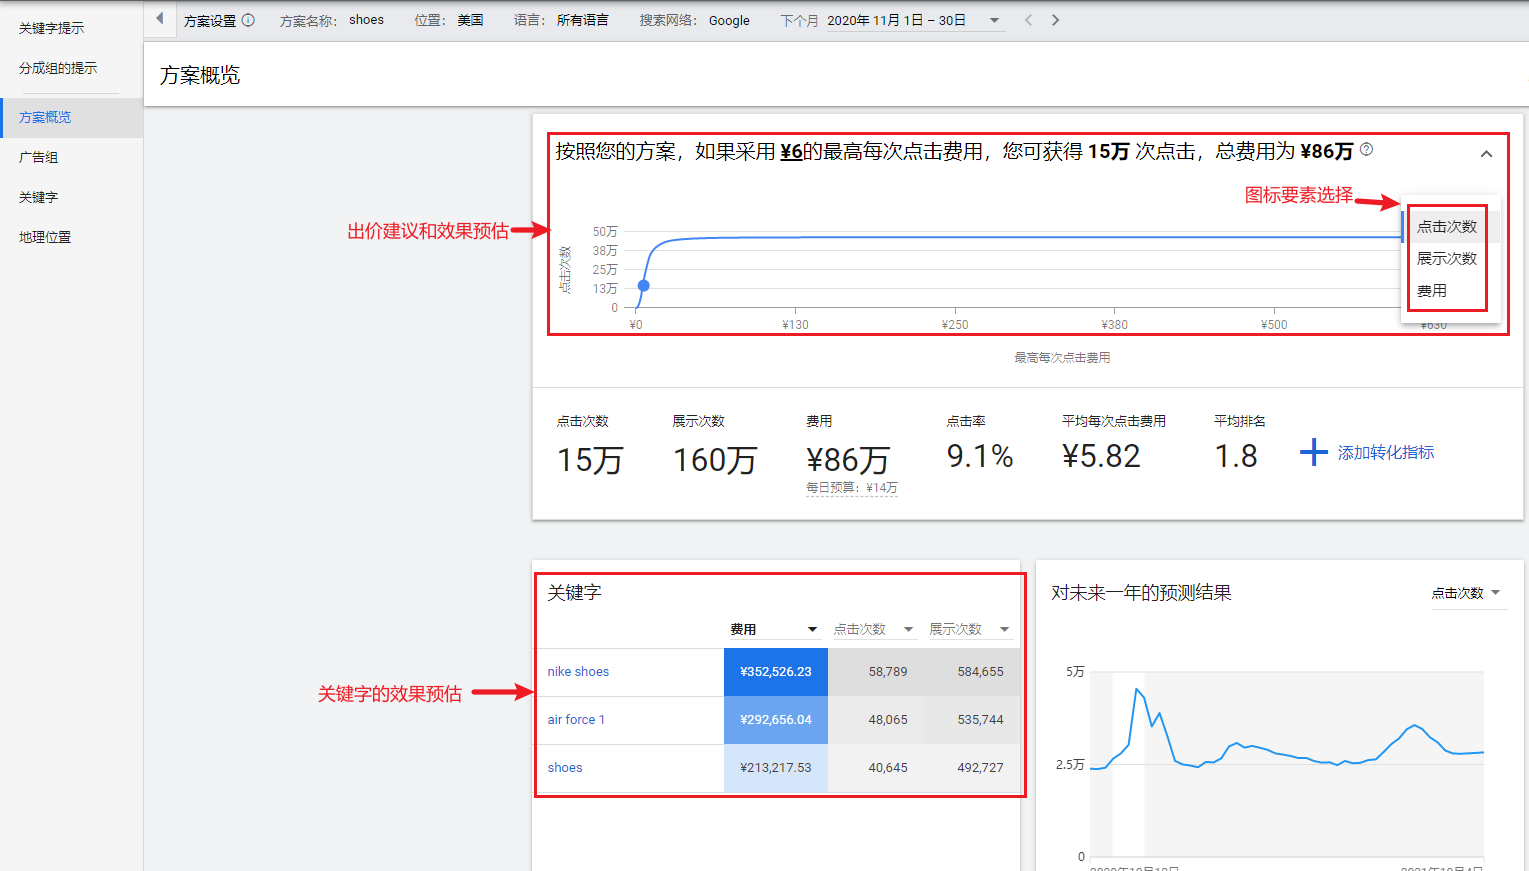 关键字提示
分成组的提示
方案概览
广告组
关键字
地理位置
方案设置 方案名称: shoes 位置: 美国 语言: 所有语言 搜索网络: Google 下个月 2020年 11月 1日 – 30日
方案概览
按照您的方案，如果采用 ¥6的最高每次点击费用，您可获得 15万 次点击，总费用为 ¥86万
图标要素选择
出价建议和效果预估
点击次数
展示次数
费用
点击次数
50万
38万
25万
13万
0
¥0 ¥130 ¥250 ¥380 ¥500 ¥630
最高每次点击费用
点击次数 展示次数 费用 点击率 平均每次点击费用 平均排名
15万 160万 ¥86万 9.1% ¥5.82 1.8 添加转化指标
每日预算: ¥14万
关键字
费用 点击次数 展示次数
nike shoes ¥352,526.23 58,789 584,655
air force 1 ¥292,656.04 48,065 535,744
shoes ¥213,217.53 40,645 492,727
关键字的效果预估
对未来一年的预测结果 点击次数
5万
2.5万
0